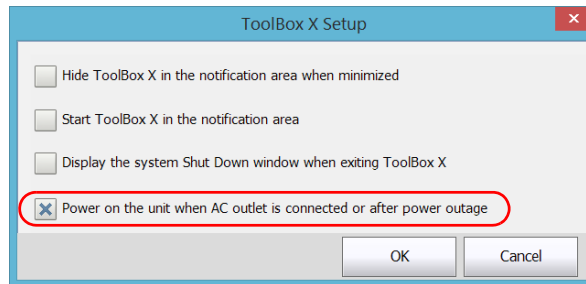 ToolBox X Setup
Hide ToolBox X in the notification area when minimized
Start ToolBox X in the notification area
Display the system Shut Down window when exiting ToolBox X
Power on the unit when AC outlet is connected or after power outage
OK Cancel